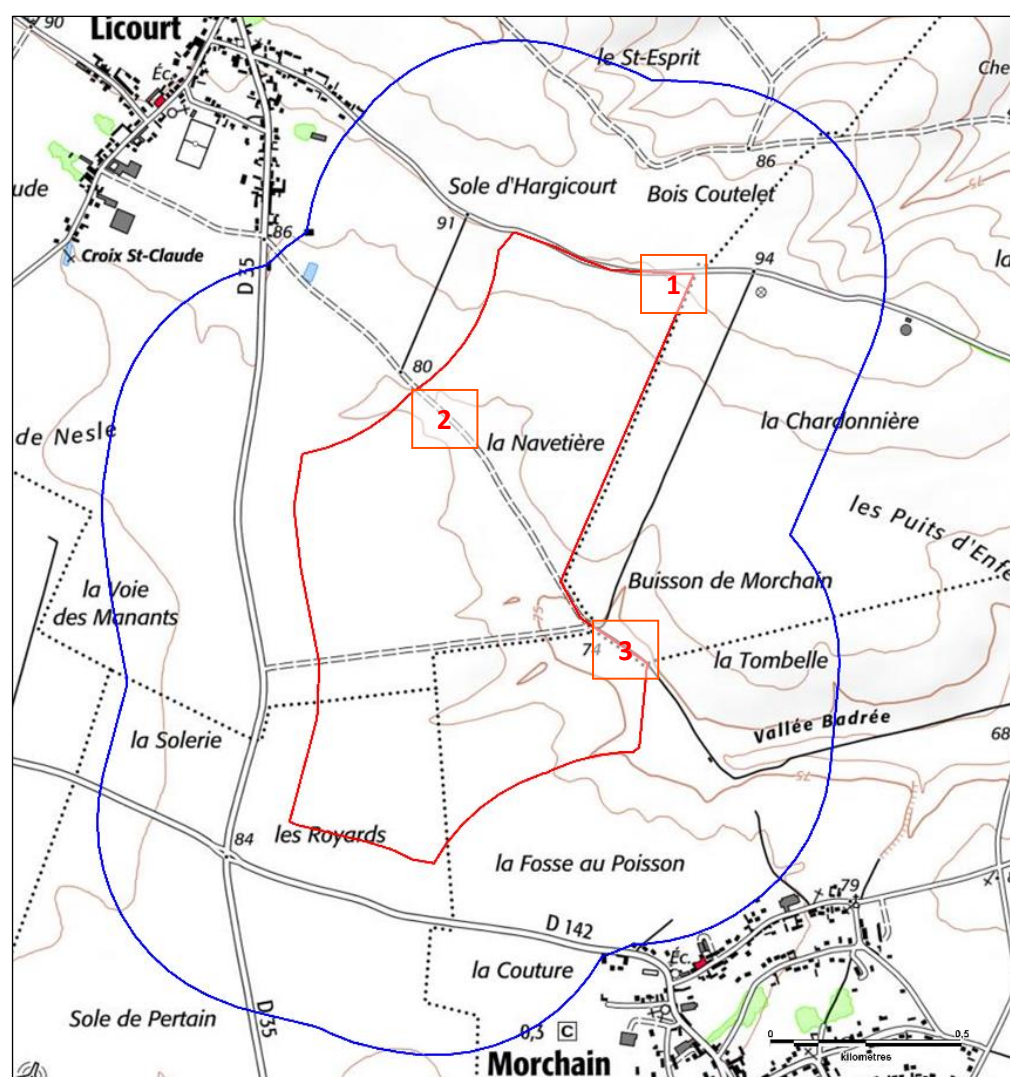 90
Licourt
le St-Esprit
Éc.
Che
86
ude
Sole d'Hargicourt
Bois Coutelet
91
86
Croix St-Claude
94
la
D 35
1
80
2
la Chardonnière
de Nesle
la Navetière
les Puits d'Enfe
la Voie
des Manants
Buisson de Morchain
75
74
3
la Tombelle
Vallée Badrée
68
la Solerie
75
84
les Royards
la Fosse au Poisson
79
D 142
la Couture
Éc.
Sole de Pertain
D 35
0,3 C
Morchain
0 0.5
kilomètres